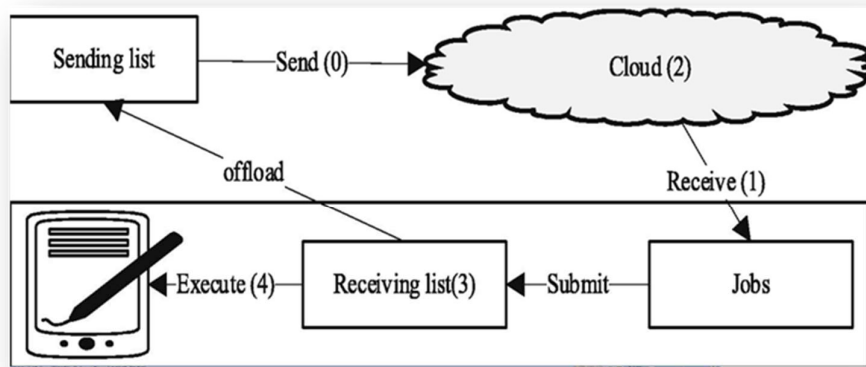 Sending list
Send (0)
Cloud (2)
offload
Receive (1)
Execute (4)
Receiving list(3)
Submit
Jobs